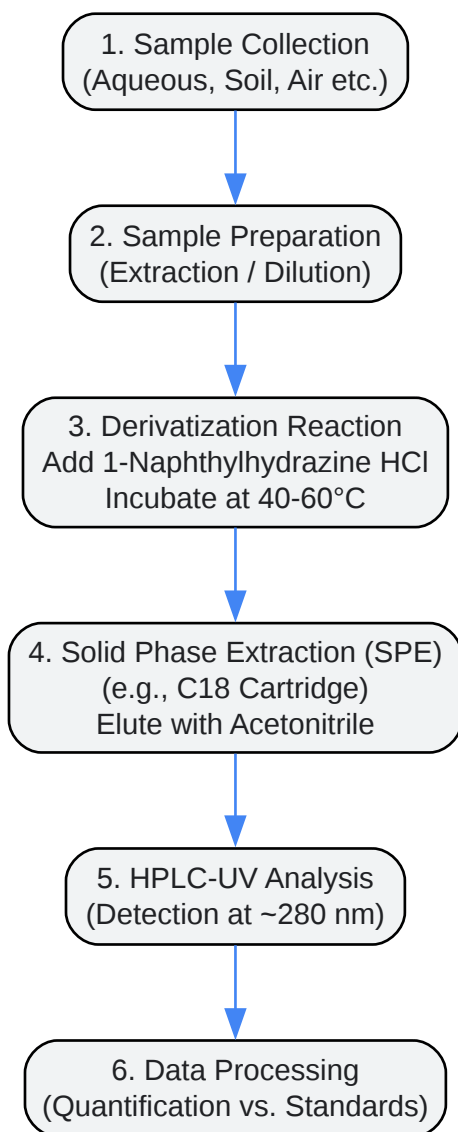 1. Sample Collection
(Aqueous, Soil, Air etc.)
2. Sample Preparation
(Extraction / Dilution)
3. Derivatization Reaction
Add 1-Naphthylhydrazine HCl
Incubate at 40-60°C
4. Solid Phase Extraction (SPE)
(e.g., C18 Cartridge)
Elute with Acetonitrile
5. HPLC-UV Analysis
(Detection at ~280 nm)
6. Data Processing
(Quantification vs. Standards)